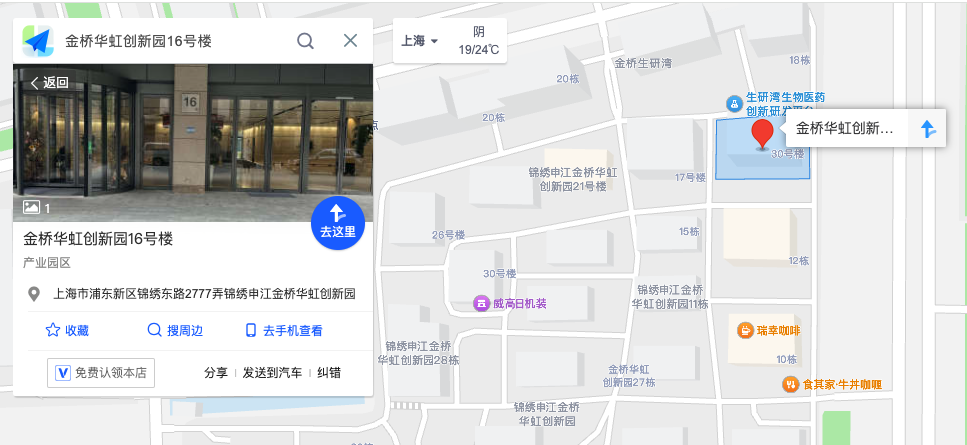 金桥华虹创新园16号楼
返回
16
1
去这里
金桥华虹创新园16号楼
产业园区
上海市浦东新区锦绣东路2777弄锦绣申江金桥华虹创新园
收藏
搜周边
去手机查看
免费认领本店
分享
发送到汽车
纠错
上海
阴
19/24℃
金桥生研湾
18栋
20栋
20栋
生研湾生物医药
金桥华虹创新...
30号楼
17号楼
锦绣申江金桥华虹
创新园21号楼
26号楼
15栋
12栋
30号楼
威高日机装
锦绣申江金桥华虹
创新园11栋
瑞幸咖啡
10栋
锦绣申江金桥
华虹创新园28栋
金桥华虹
创新园27栋
食其家·牛丼咖喱
锦绣申江金桥
华虹创新园